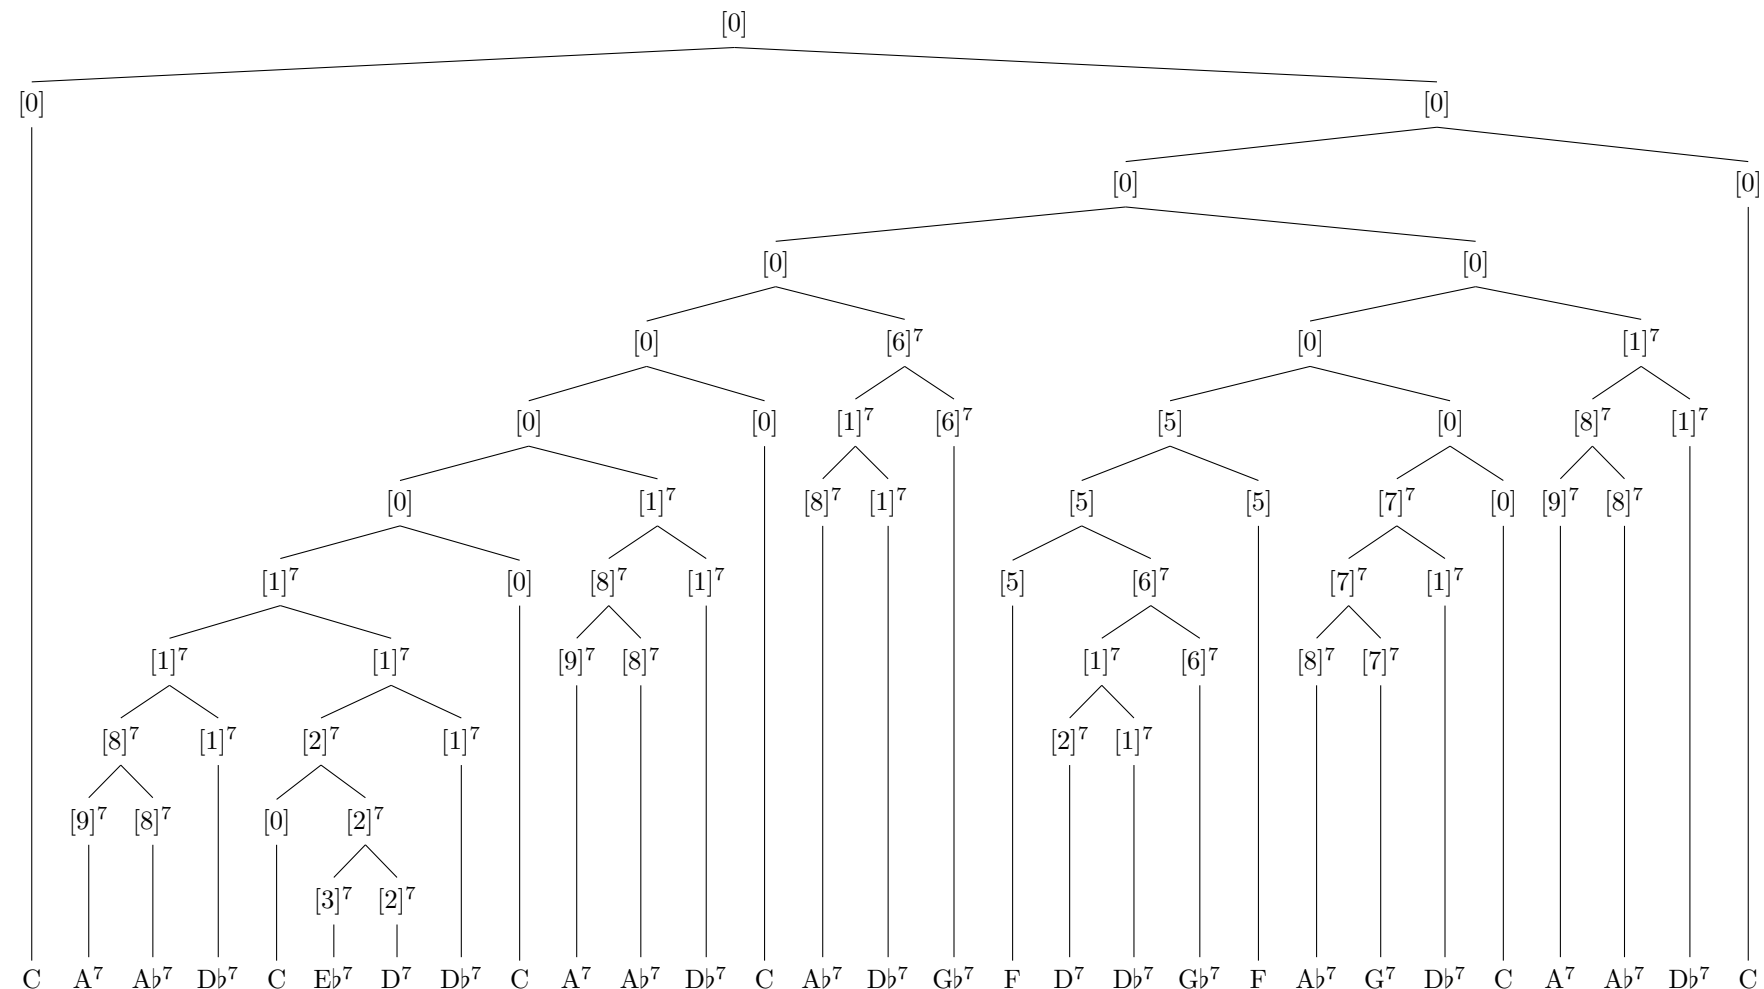 [0]
[0] [0]
[0] [0]
[0] [0]
[0] [6]⁷ [0] [1]⁷
[0] [0] [1]⁷ [6]⁷ [5] [0] [8]⁷ [1]⁷
[0] [1]⁷ [8]⁷ [1]⁷ [5] [5] [7]⁷ [0] [9]⁷ [8]⁷
[1]⁷ [0] [8]⁷ [1]⁷ [5] [6]⁷ [7]⁷ [1]⁷
[1]⁷ [1]⁷ [9]⁷ [8]⁷ [1]⁷ [6]⁷ [8]⁷ [7]⁷
[8]⁷ [1]⁷ [2]⁷ [1]⁷ [2]⁷ [1]⁷
[9]⁷ [8]⁷ [0] [2]⁷
[3]⁷ [2]⁷
C A⁷ A♭⁷ D♭⁷ C E♭⁷ D⁷ D♭⁷ C A⁷ A♭⁷ D♭⁷ C A♭⁷ D♭⁷ G♭⁷ F D⁷ D♭⁷ G♭⁷ F A♭⁷ G⁷ D♭⁷ C A⁷ A♭⁷ D♭⁷ C